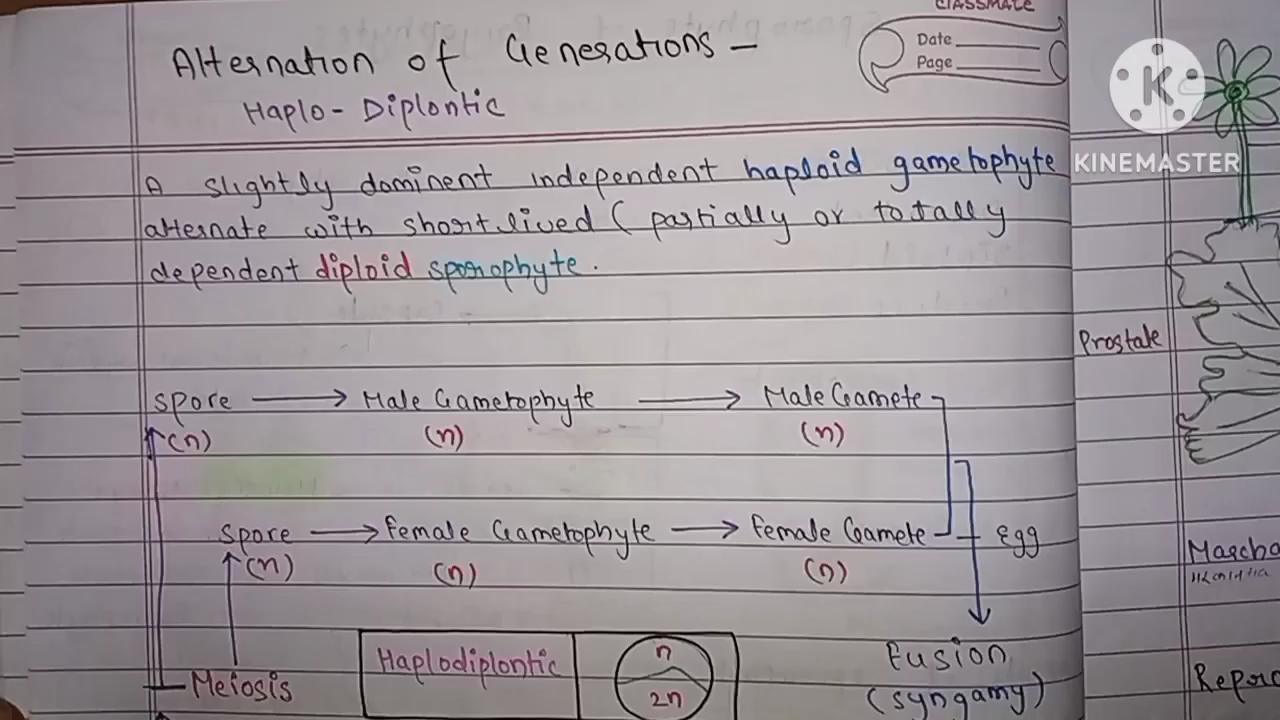 CLASSMATE
Date
Page
Alternation of Generations -
Haplo - Diplontic
KINEMASTER
A slightly dominent independent haploid gametophyte
alternate with short lived (partially or totally
dependent diploid sporophyte.
Prostale
Spore → Male Gametophyte → Male Gamete
(n) (n) (n)
Spore → Female Gametophyte → Female Gamete Egg
(n) (n) (n)
Meiosis
Haplodiplontic
n
2n
Fusion
(Syngamy)